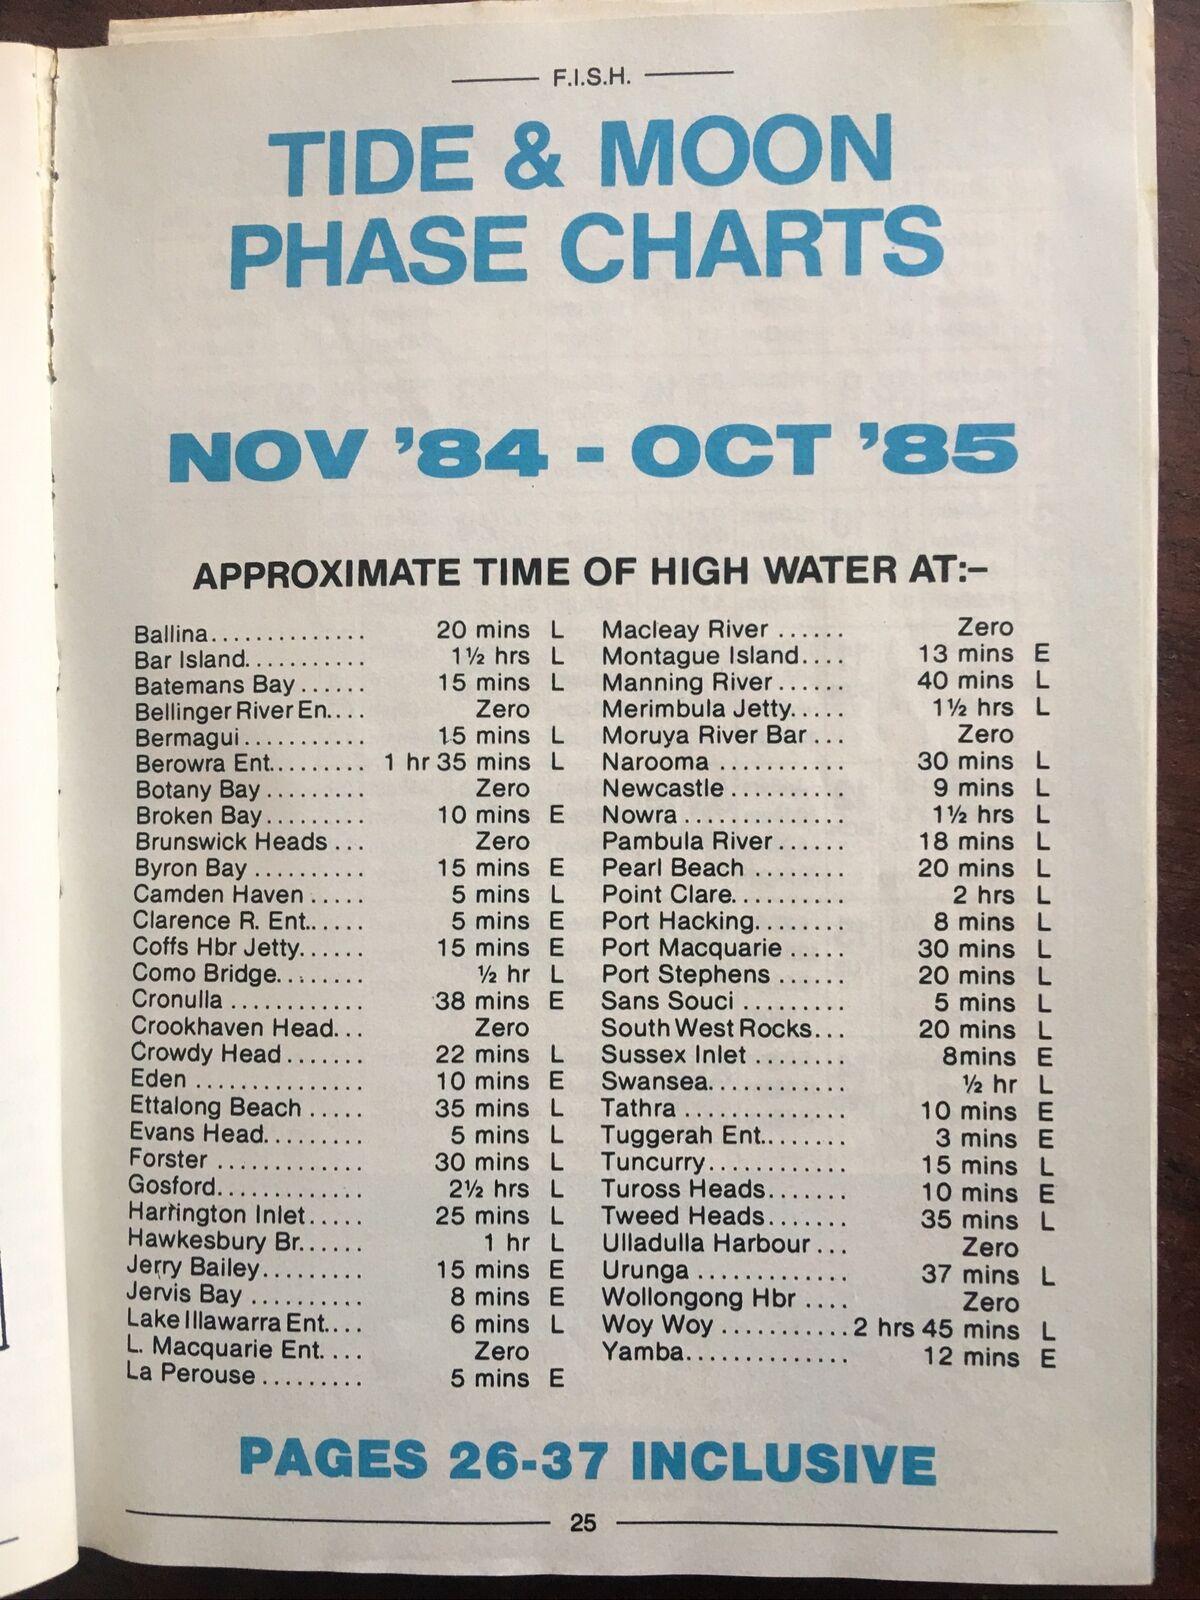 F.I.S.H.
TIDE & MOON
PHASE CHARTS
NOV '84 - OCT '85
APPROXIMATE TIME OF HIGH WATER AT:–
Ballina.............. 20 mins L
Bar Island........... 1½ hrs L
Batemans Bay ...... 15 mins L
Bellinger River En.... Zero
Bermagui........... 15 mins L
Berowra Ent......... 1 hr 35 mins L
Botany Bay ......... Zero
Broken Bay......... 10 mins E
Brunswick Heads ... Zero
Byron Bay .......... 15 mins E
Camden Haven ..... 5 mins L
Clarence R. Ent...... 5 mins E
Coffs Hbr Jetty...... 15 mins E
Como Bridge........ ½ hr L
Cronulla ............ 38 mins E
Crookhaven Head... Zero
Crowdy Head ....... 22 mins L
Eden ............... 10 mins E
Ettalong Beach ..... 35 mins L
Evans Head......... 5 mins L
Forster ............. 30 mins L
Gosford............. 2½ hrs L
Harrington Inlet..... 25 mins L
Hawkesbury Br...... 1 hr L
Jerry Bailey......... 15 mins E
Jervis Bay .......... 8 mins E
Lake Illawarra Ent.... 6 mins L
L. Macquarie Ent.... Zero
La Perouse ......... 5 mins E
Macleay River ...... Zero
Montague Island.... 13 mins E
Manning River...... 40 mins L
Merimbula Jetty..... 1½ hrs L
Moruya River Bar ... Zero
Narooma ........... 30 mins L
Newcastle .......... 9 mins L
Nowra .............. 1½ hrs L
Pambula River...... 18 mins L
Pearl Beach ........ 20 mins L
Point Clare.......... 2 hrs L
Port Hacking........ 8 mins L
Port Macquarie ..... 30 mins L
Port Stephens ...... 20 mins L
Sans Souci ......... 5 mins L
South West Rocks... 20 mins L
Sussex Inlet ........ 8mins E
Swansea............ ½ hr L
Tathra .............. 10 mins E
Tuggerah Ent........ 3 mins E
Tuncurry............ 15 mins L
Tuross Heads....... 10 mins E
Tweed Heads....... 35 mins L
Ulladulla Harbour ... Zero
Urunga ............. 37 mins L
Wollongong Hbr .... Zero
Woy Woy ...........2 hrs 45 mins L
Yamba.............. 12 mins E
PAGES 26-37 INCLUSIVE
25